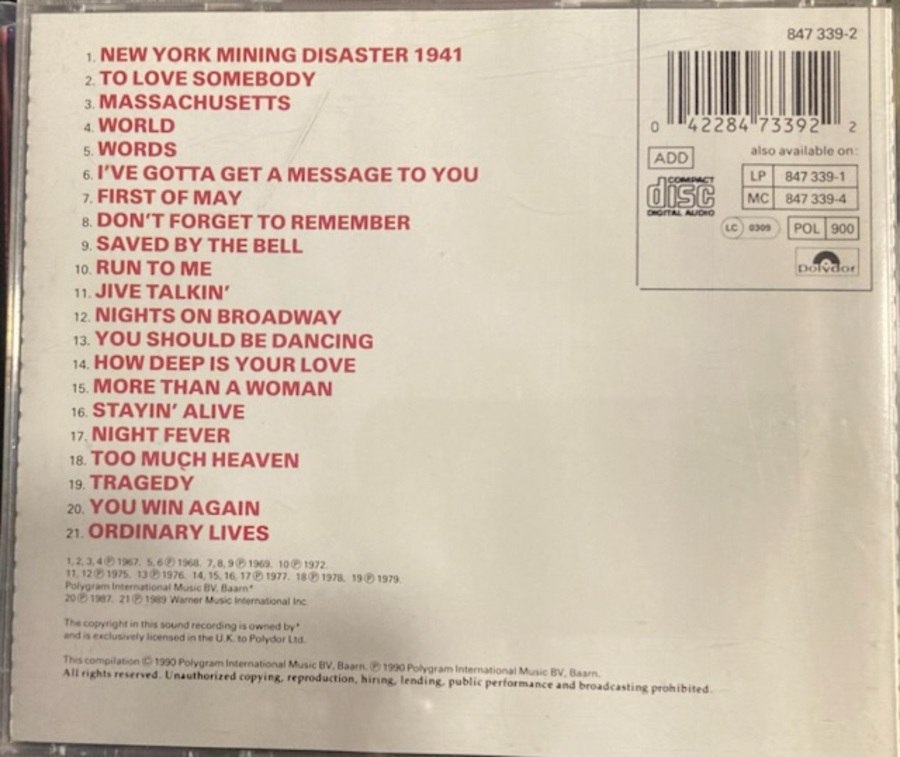 1. NEW YORK MINING DISASTER 1941
2. TO LOVE SOMEBODY
3. MASSACHUSETTS
4. WORLD
5. WORDS
6. I'VE GOTTA GET A MESSAGE TO YOU
7. FIRST OF MAY
8. DON'T FORGET TO REMEMBER
9. SAVED BY THE BELL
10. RUN TO ME
11. JIVE TALKIN'
12. NIGHTS ON BROADWAY
13. YOU SHOULD BE DANCING
14. HOW DEEP IS YOUR LOVE
15. MORE THAN A WOMAN
16. STAYIN' ALIVE
17. NIGHT FEVER
18. TOO MUCH HEAVEN
19. TRAGEDY
20. YOU WIN AGAIN
21. ORDINARY LIVES
1, 2, 3, 4 ℗ 1967. 5, 6 ℗ 1968. 7, 8, 9 ℗ 1969. 10 ℗ 1972.
11, 12 ℗ 1975. 13 ℗ 1976. 14, 15, 16, 17 ℗ 1977. 18 ℗ 1978. 19 ℗ 1979.
Polygram International Music BV, Baarn*
20 ℗ 1987. 21 ℗ 1989 Warner Music International Inc.
The copyright in this sound recording is owned by*
and is exclusively licensed in the U.K. to Polydor Ltd.
This compilation © 1990 Polygram International Music BV, Baarn. ℗ 1990 Polygram International Music BV, Baarn.
All rights reserved. Unauthorized copying, reproduction, hiring, lending, public performance and broadcasting prohibited.
847 339-2
0 42284 73392 2
ADD
also available on:
COMPACT
disc
DIGITAL AUDIO
LP 847 339-1
MC 847 339-4
LC 0309
POL 900
polydor